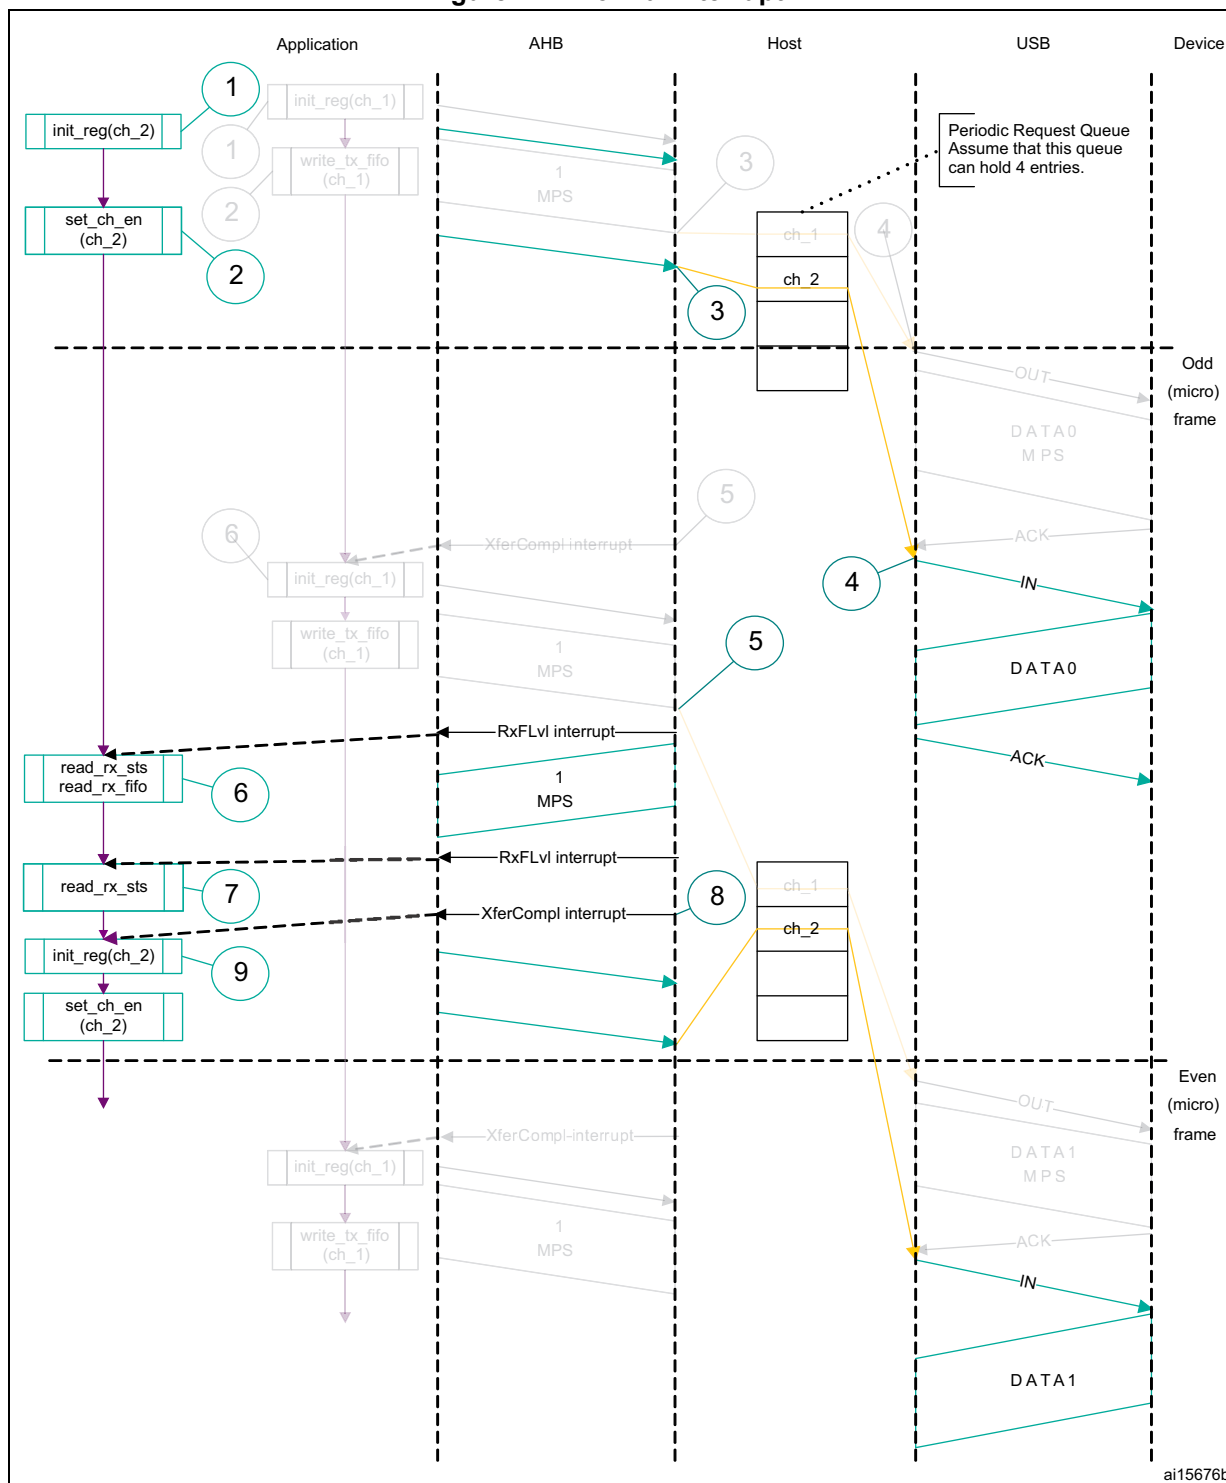 Application
AHB
Host
USB
Device
1
init_reg(ch_1)
init_reg(ch_2)
1
Periodic Request Queue
Assume that this queue
can hold 4 entries.
write_tx_fifo
(ch_1)
1
MPS
3
2
set_ch_en
(ch_2)
2
ch_1
4
ch_2
3
Odd
(micro)
frame
OUT
DATA0
MPS
5
ACK
6
XferCompl interrupt
init_reg(ch_1)
4
IN
write_tx_fifo
(ch_1)
1
MPS
5
DATA0
RxFLvl interrupt
ACK
read_rx_sts
read_rx_fifo
6
1
MPS
RxFLvl interrupt
read_rx_sts
7
ch_1
8
XferCompl interrupt
ch_2
init_reg(ch_2)
9
set_ch_en
(ch_2)
Even
(micro)
frame
OUT
XferCompl-interrupt
DATA1
MPS
init_reg(ch_1)
write_tx_fifo
(ch_1)
1
MPS
ACK
IN
DATA1
ai15676b